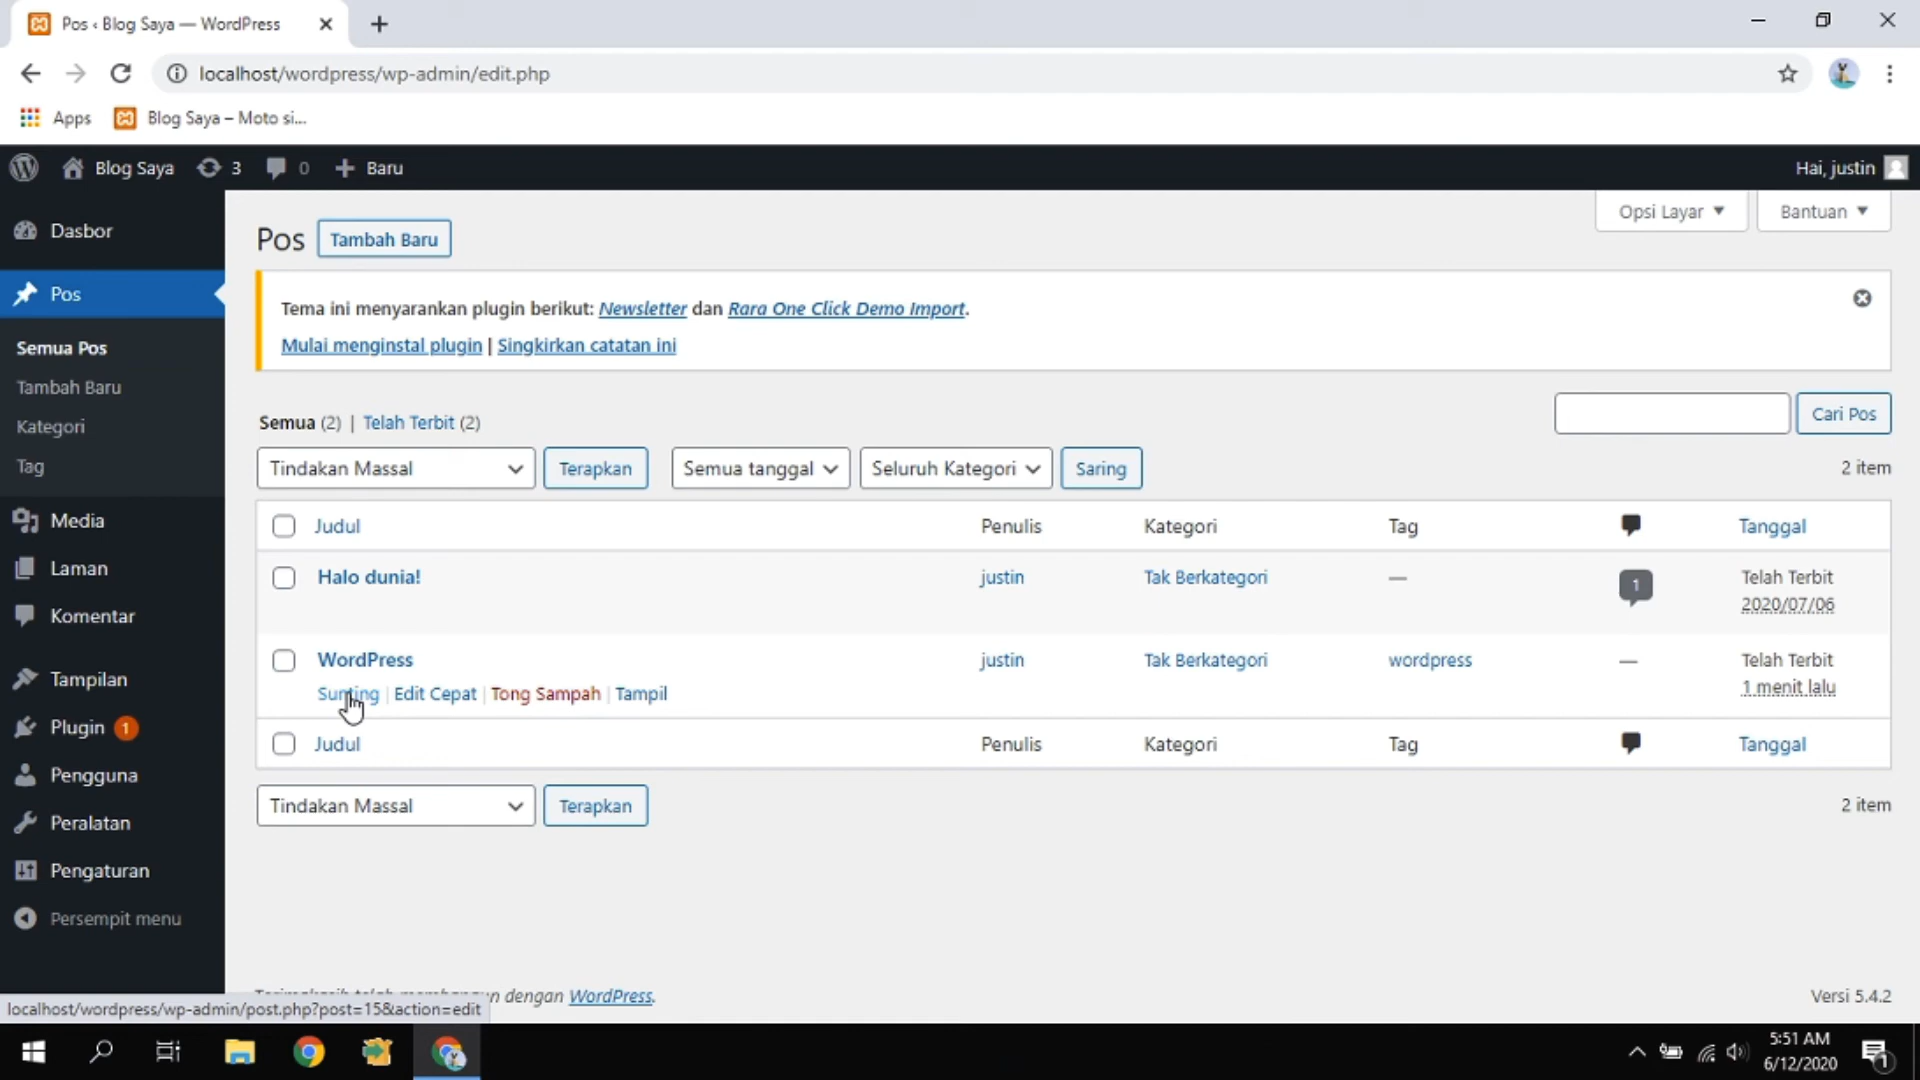 Pos ‹ Blog Saya — WordPress
localhost/wordpress/wp-admin/edit.php
Apps Blog Saya – Moto si...
Blog Saya 3 0 Baru Hai, justin
Opsi Layar Bantuan
Dasbor
Pos
Semua Pos
Tambah Baru
Kategori
Tag
Media
Laman
Komentar
Tampilan
Plugin 1
Pengguna
Peralatan
Pengaturan
Persempit menu
Pos Tambah Baru
Tema ini menyarankan plugin berikut: Newsletter dan Rara One Click Demo Import.
Mulai menginstal plugin | Singkirkan catatan ini
Semua (2) | Telah Terbit (2)
Cari Pos
Tindakan Massal Terapkan Semua tanggal Seluruh Kategori Saring 2 item
Judul Penulis Kategori Tag Tanggal
Halo dunia! justin Tak Berkategori — 1 Telah Terbit
2020/07/06
WordPress justin Tak Berkategori wordpress — Telah Terbit
Sunting | Edit Cepat | Tong Sampah | Tampil 1 menit lalu
Judul Penulis Kategori Tag Tanggal
Tindakan Massal Terapkan 2 item
dengan WordPress. Versi 5.4.2
localhost/wordpress/wp-admin/post.php?post=15&action=edit
5:51 AM
6/12/2020
1